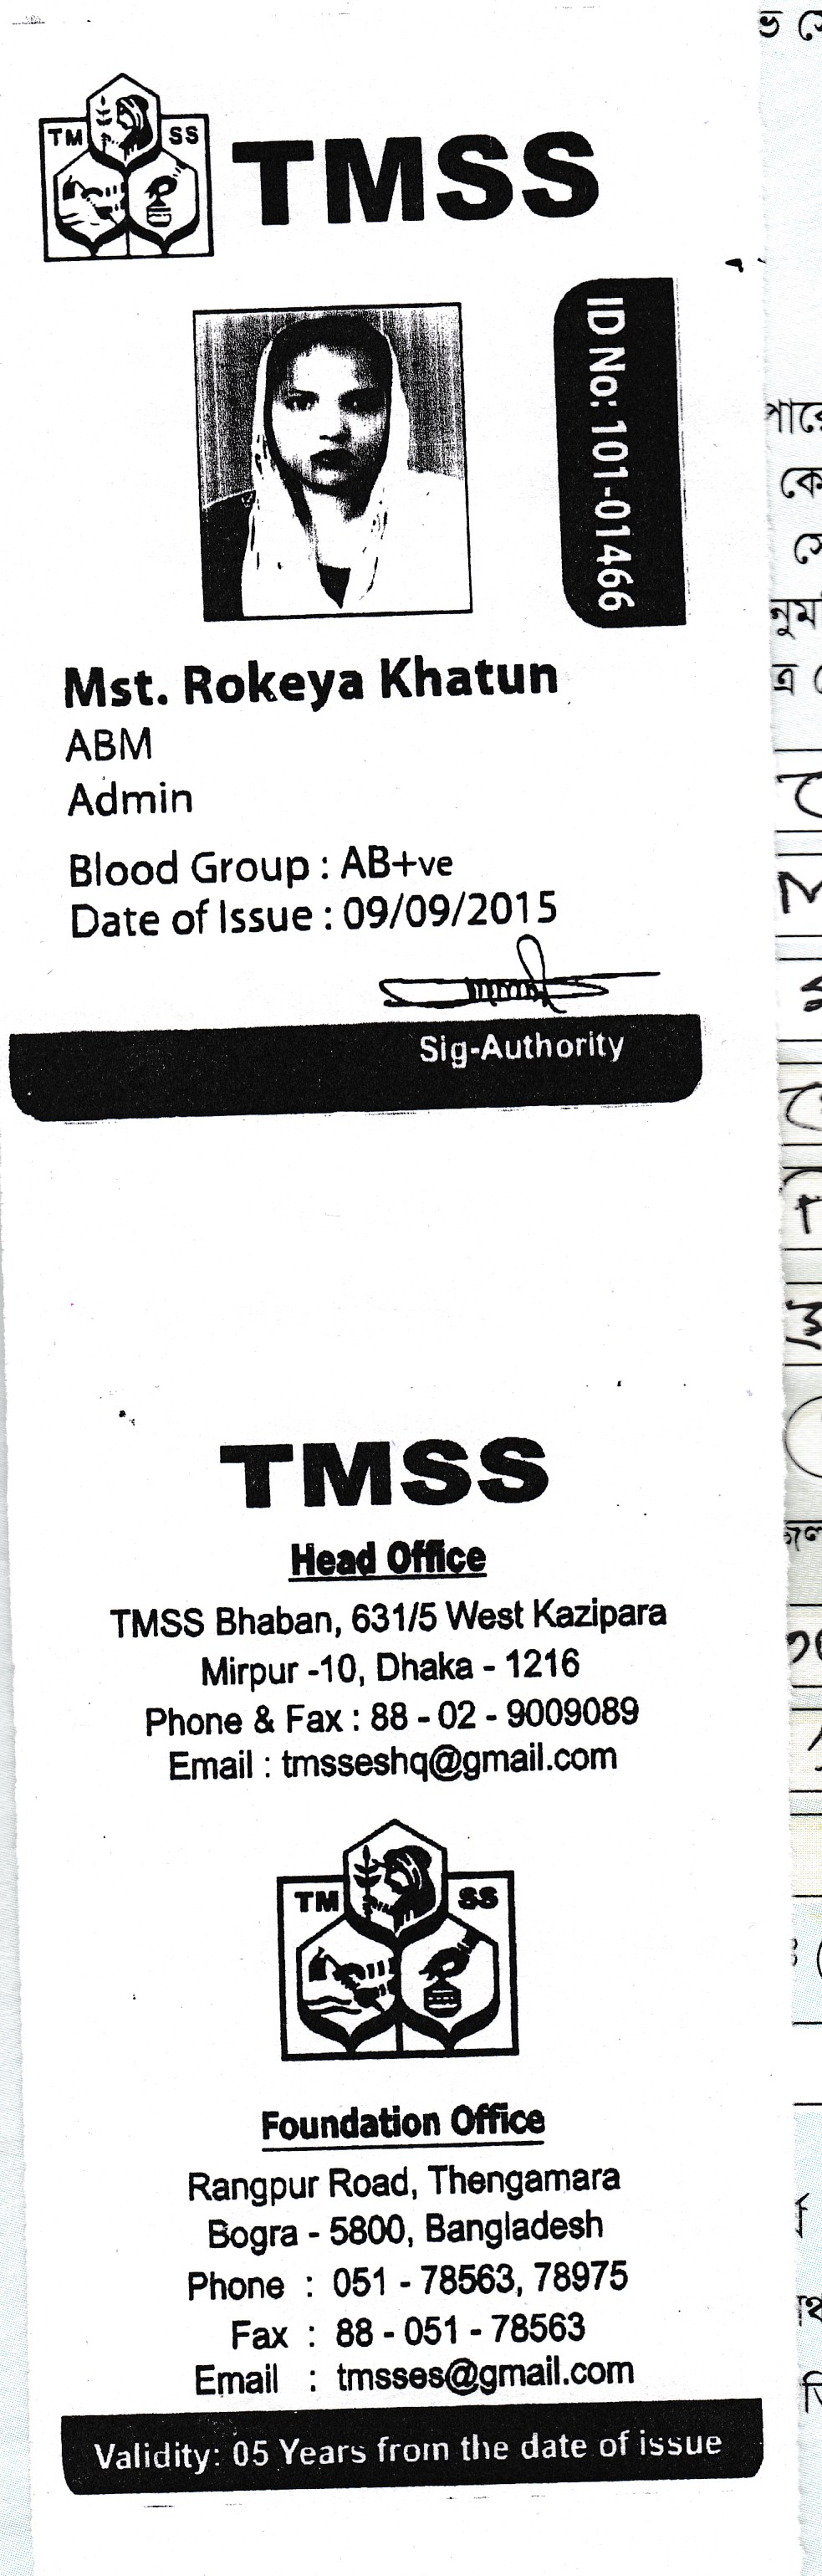 TM SS
TMSS
ID No: 101-01466
Mst. Rokeya Khatun
ABM
Admin
Blood Group : AB+ve
Date of Issue : 09/09/2015
Sig-Authority
TMSS
Head Office
TMSS Bhaban, 631/5 West Kazipara
Mirpur -10, Dhaka - 1216
Phone & Fax : 88 - 02 - 9009089
Email : tmsseshq@gmail.com
TM SS
Foundation Office
Rangpur Road, Thengamara
Bogra - 5800, Bangladesh
Phone : 051 - 78563, 78975
Fax : 88 - 051 - 78563
Email : tmsses@gmail.com
Validity: 05 Years from the date of issue